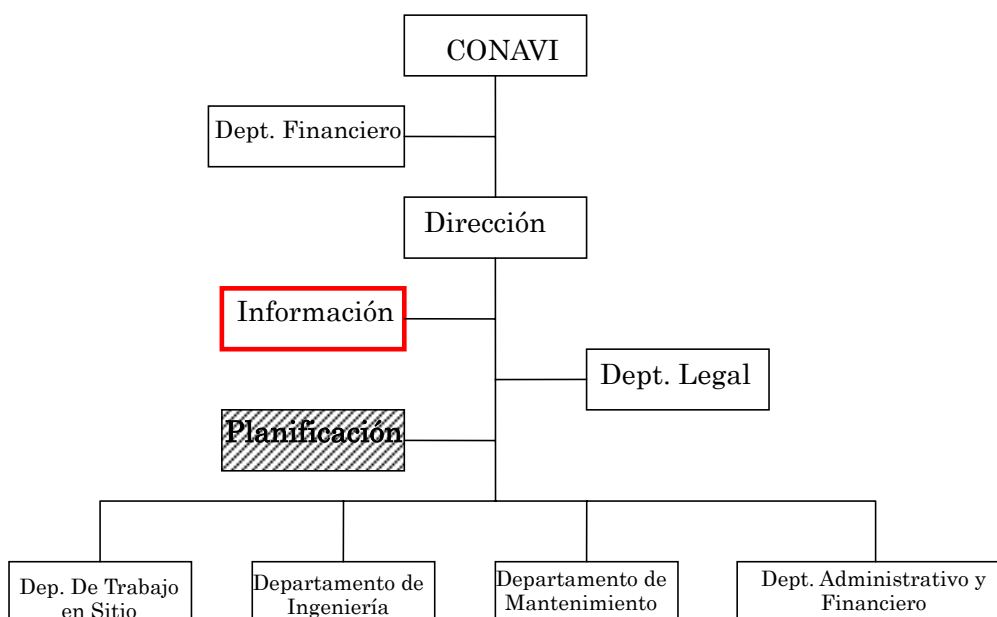 CONAVI
Dept. Financiero
Dirección
Información
Dept. Legal
Planificación
Dep. De Trabajo
en Sitio
Departamento de
Ingeniería
Departamento de
Mantenimiento
Dept. Administrativo y
Financiero